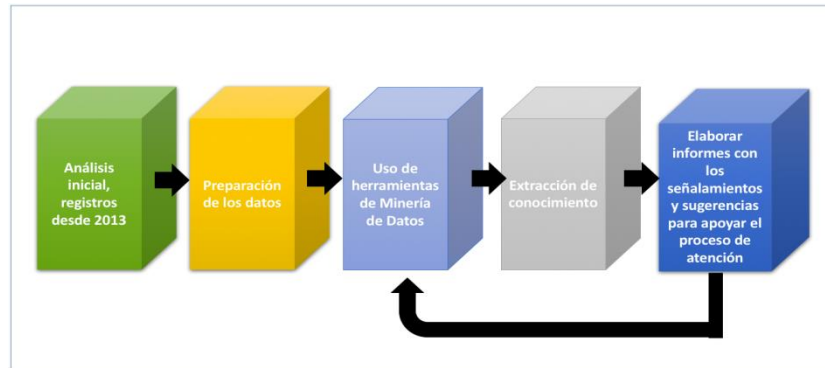 Análisis
inicial,
registros
desde 2013
Preparación
de los datos
Uso de
herramientas
de Minería
de Datos
Extracción de
conocimiento
Elaborar
informes con
los
señalamientos
y sugerencias
para apoyar el
proceso de
atención